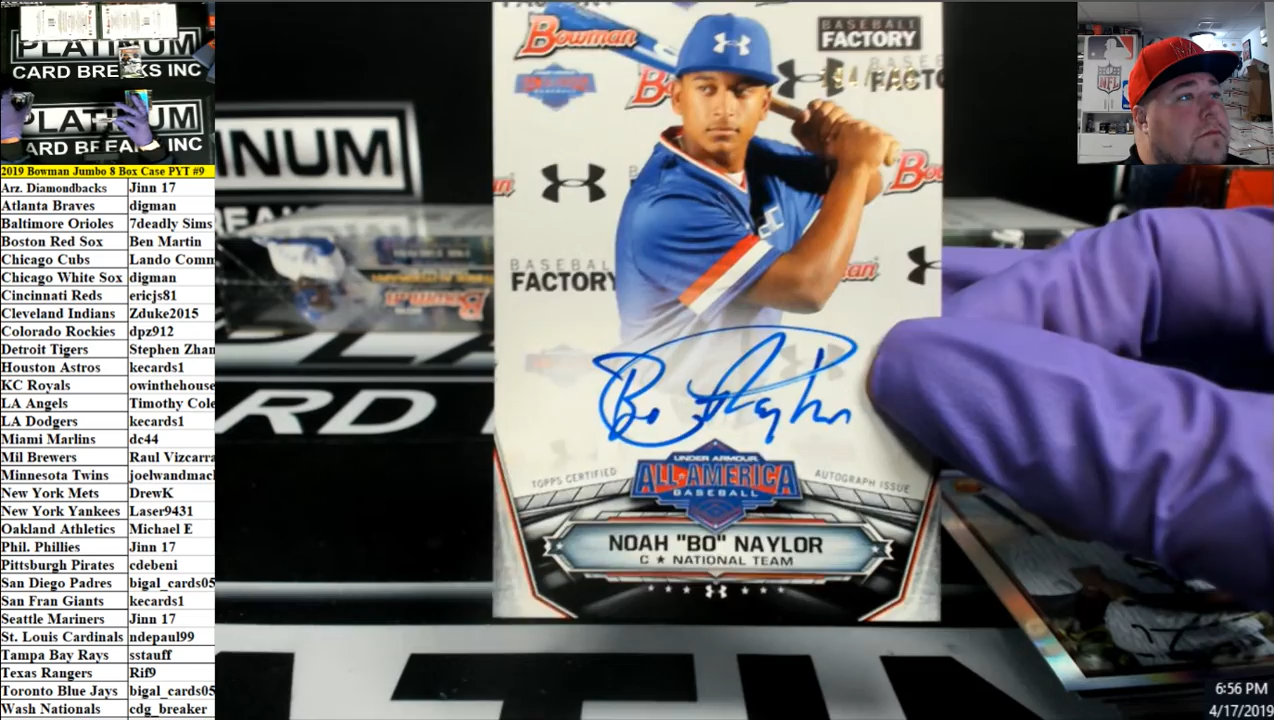 PLATINUM
CARD BREAKS INC
PLATINUM
2019 Bowman Jumbo 8 Box Case PYT #9
Arz. Diamondbacks Jinn 17
Atlanta Braves digman
Baltimore Orioles 7deadly Sims
Boston Red Sox Ben Martin
Chicago Cubs Lando Comm
Chicago White Sox digman
Cincinnati Reds ericjs81
Cleveland Indians Zduke2015
Colorado Rockies dpz912
Detroit Tigers Stephen Zhan
Houston Astros kecards1
KC Royals owinthehouse
LA Angels Timothy Cole
LA Dodgers kecards1
Miami Marlins dc44
Mil Brewers Raul Vizcarra
Minnesota Twins joelwandmac
New York Mets DrewK
New York Yankees Laser9431
Oakland Athletics Michael E
Phil. Phillies Jinn 17
Pittsburgh Pirates cdebeni
San Diego Padres bigal_cards05
San Fran Giants kecards1
Seattle Mariners Jinn 17
St. Louis Cardinals ndepaul99
Tampa Bay Rays sstauff
Texas Rangers Rif9
Toronto Blue Jays bigal_cards05
Wash Nationals cdg_breaker
INUM
RD
Bowman
BASEBALL
FACTORY
FACTO
Bo
BASEBALL
FACTORY
Bo Naylor
TOPPS CERTIFIED
AUTOGRAPH ISSUE
UNDER ARMOUR
ALL-AMERICA
BASEBALL
NOAH "BO" NAYLOR
C ★ NATIONAL TEAM
NFL
6:56 PM
4/17/2019